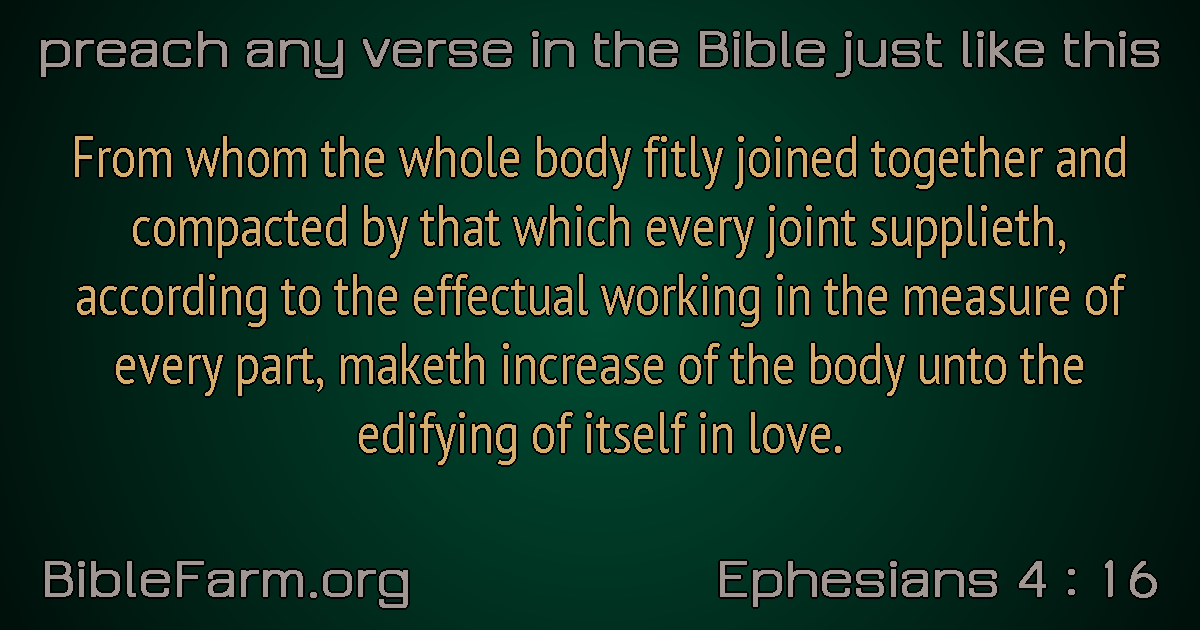 preach any verse in the Bible just like this
From whom the whole body fitly joined together and
compacted by that which every joint supplieth,
according to the effectual working in the measure of
every part, maketh increase of the body unto the
edifying of itself in love.
BibleFarm.org
Ephesians 4 : 16